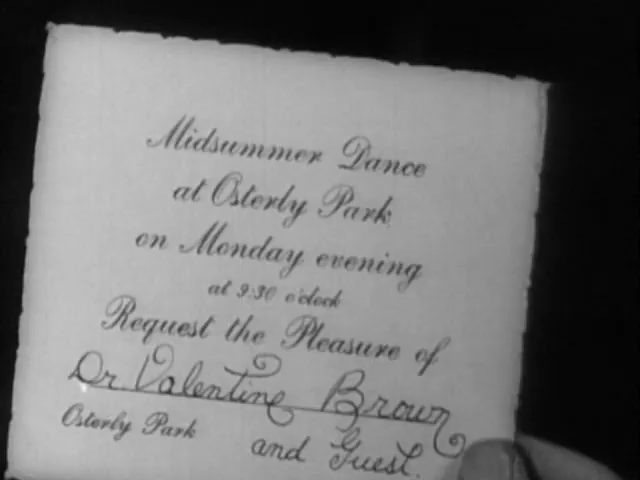 Midsummer Dance
at Osterly Park
on Monday evening
at 9:30 o'clock
Request the Pleasure of
Dr. Valentine Brown
Osterly Park
and Guest.